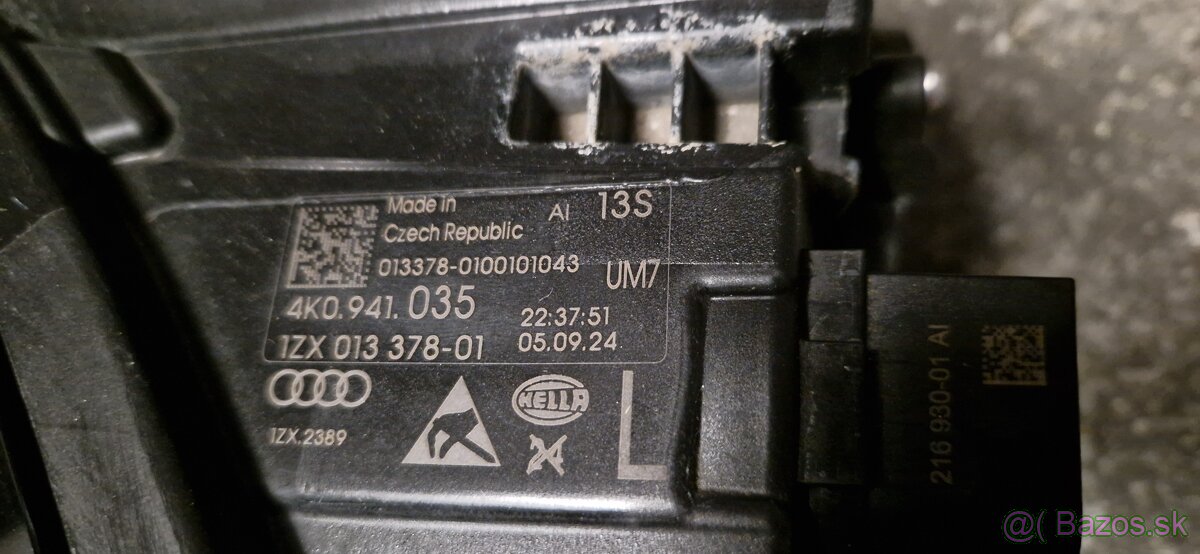 Made in
Czech Republic
AI 13S
013378-0100101043
UM7
4K0.941. 035
22:37:51
1ZX 013 378-01
05.09.24
1ZX.2389
HELLA
24
L
216 930-01 AI
@( Bazos.sk